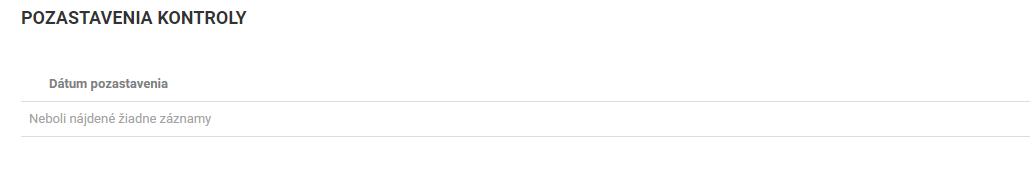 POZASTAVENIA KONTROLY
Dátum pozastavenia
Neboli nájdené žiadne záznamy